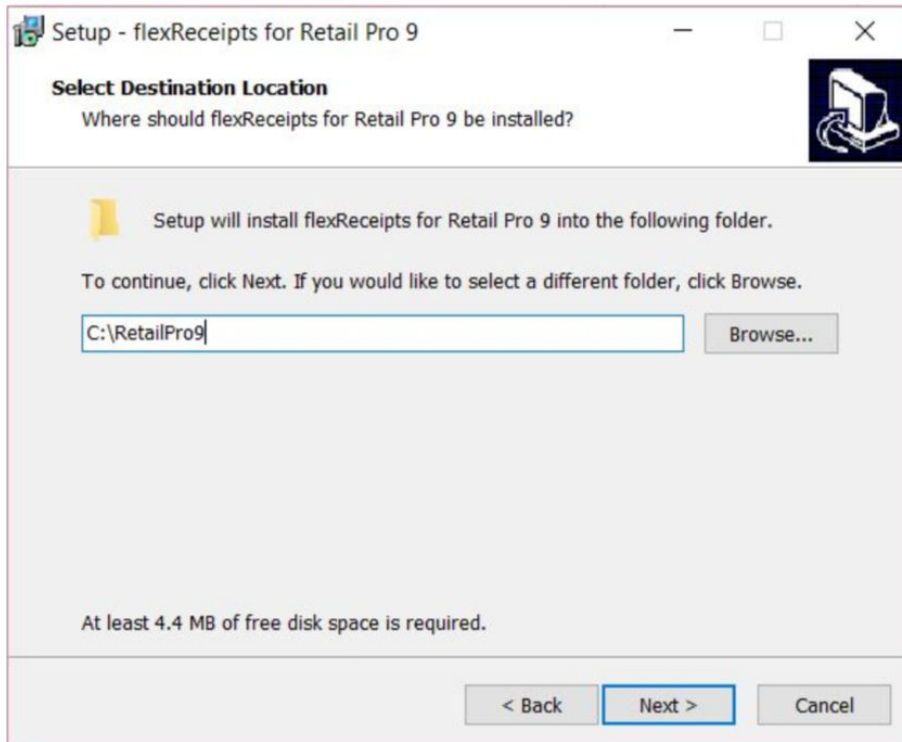 Setup - flexReceipts for Retail Pro 9
Select Destination Location
Where should flexReceipts for Retail Pro 9 be installed?
Setup will install flexReceipts for Retail Pro 9 into the following folder.
To continue, click Next. If you would like to select a different folder, click Browse.
C:\RetailPro9
Browse...
At least 4.4 MB of free disk space is required.
< Back
Next >
Cancel